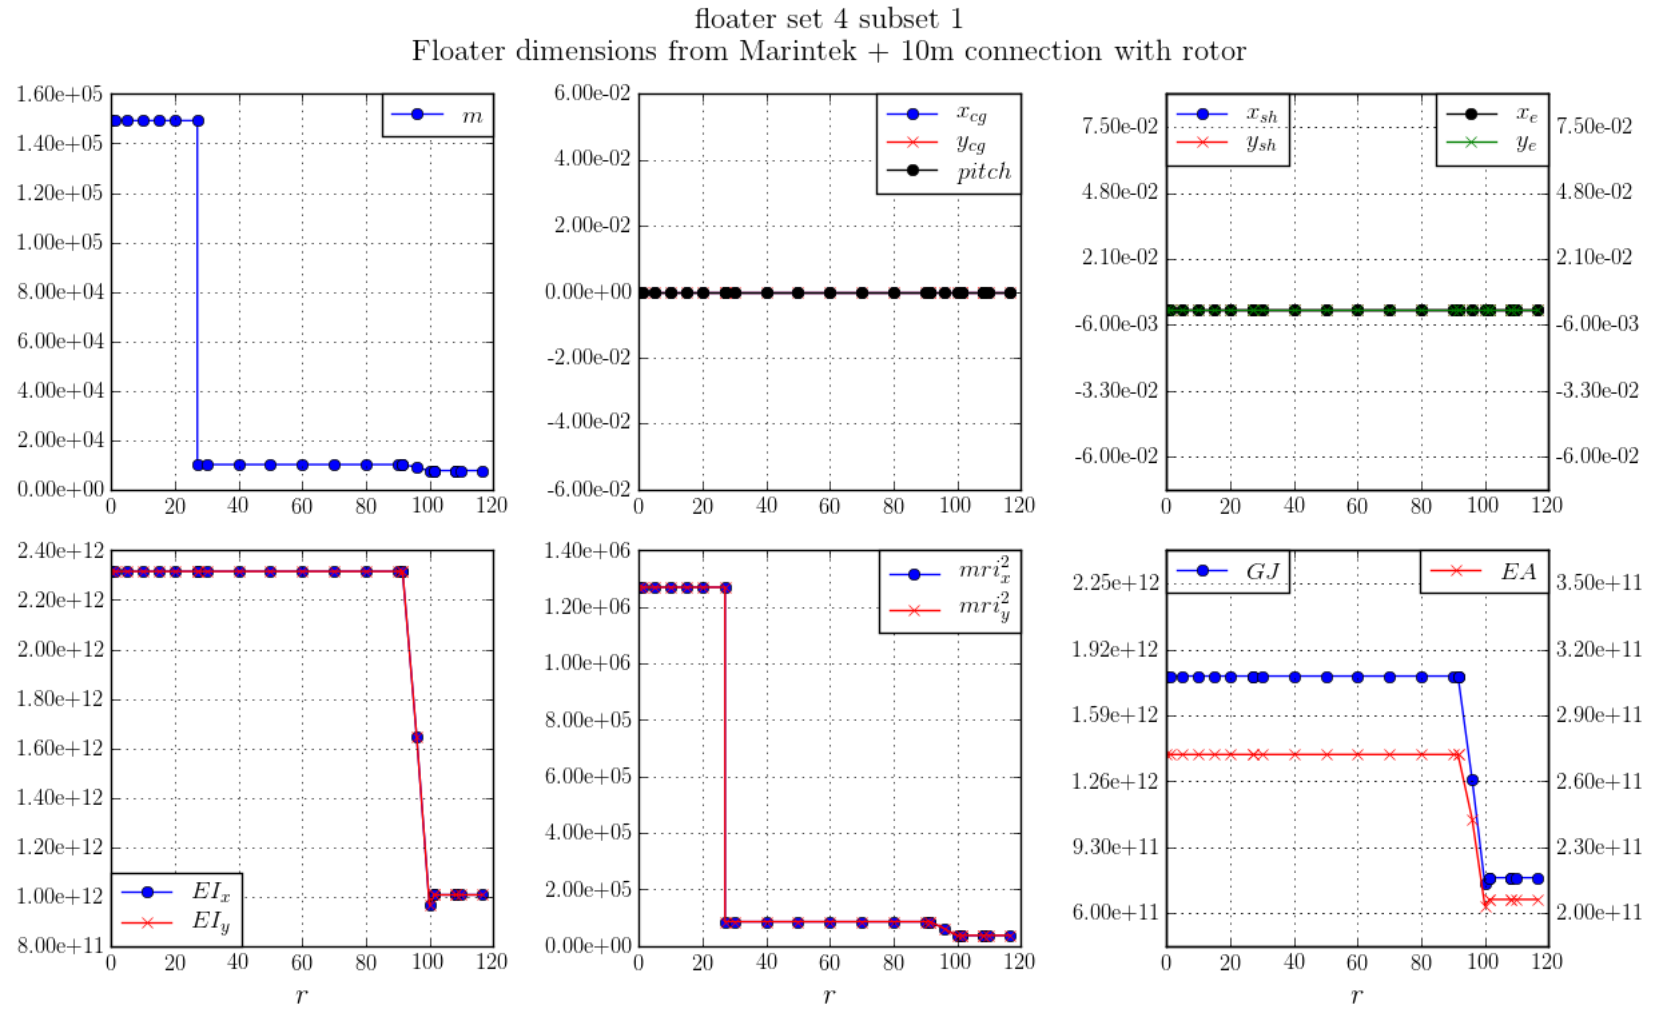 floater set 4 subset 1
Floater dimensions from Marintek + 10m connection with rotor
1.60e+05
1.40e+05
1.20e+05
1.00e+05
8.00e+04
6.00e+04
4.00e+04
2.00e+04
0.00e+00
0 20 40 60 80 100 120
m
6.00e-02
4.00e-02
2.00e-02
0.00e+00
-2.00e-02
-4.00e-02
-6.00e-02
0 20 40 60 80 100 120
x_cg
y_cg
pitch
7.50e-02
4.80e-02
2.10e-02
-6.00e-03
-3.30e-02
-6.00e-02
0 20 40 60 80 100 120
x_sh
y_sh
x_e
y_e
7.50e-02
4.80e-02
2.10e-02
-6.00e-03
-3.30e-02
-6.00e-02
2.40e+12
2.20e+12
2.00e+12
1.80e+12
1.60e+12
1.40e+12
1.20e+12
1.00e+12
8.00e+11
0 20 40 60 80 100 120
EI_x
EI_y
r
1.40e+06
1.20e+06
1.00e+06
8.00e+05
6.00e+05
4.00e+05
2.00e+05
0.00e+00
0 20 40 60 80 100 120
mri_x^2
mri_y^2
r
2.25e+12
1.92e+12
1.59e+12
1.26e+12
9.30e+11
6.00e+11
0 20 40 60 80 100 120
GJ
EA
3.50e+11
3.20e+11
2.90e+11
2.60e+11
2.30e+11
2.00e+11
r